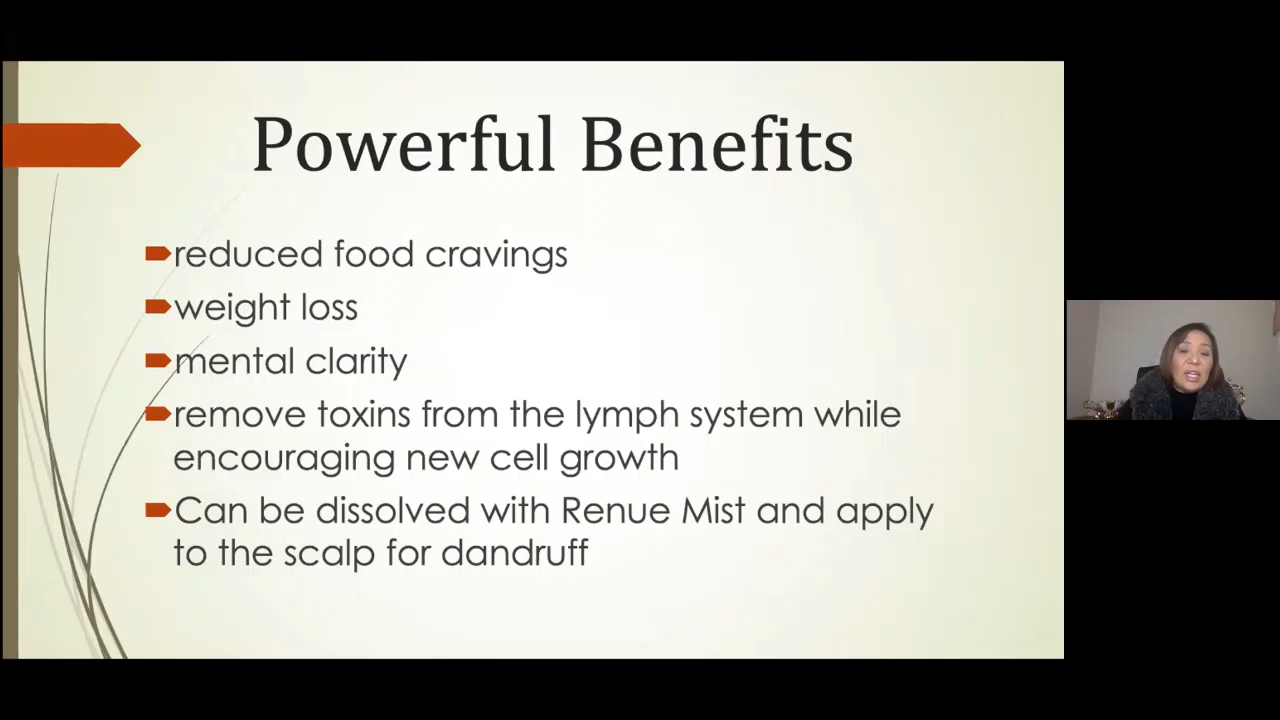 Powerful Benefits
reduced food cravings
weight loss
mental clarity
remove toxins from the lymph system while
encouraging new cell growth
Can be dissolved with Renue Mist and apply
to the scalp for dandruff